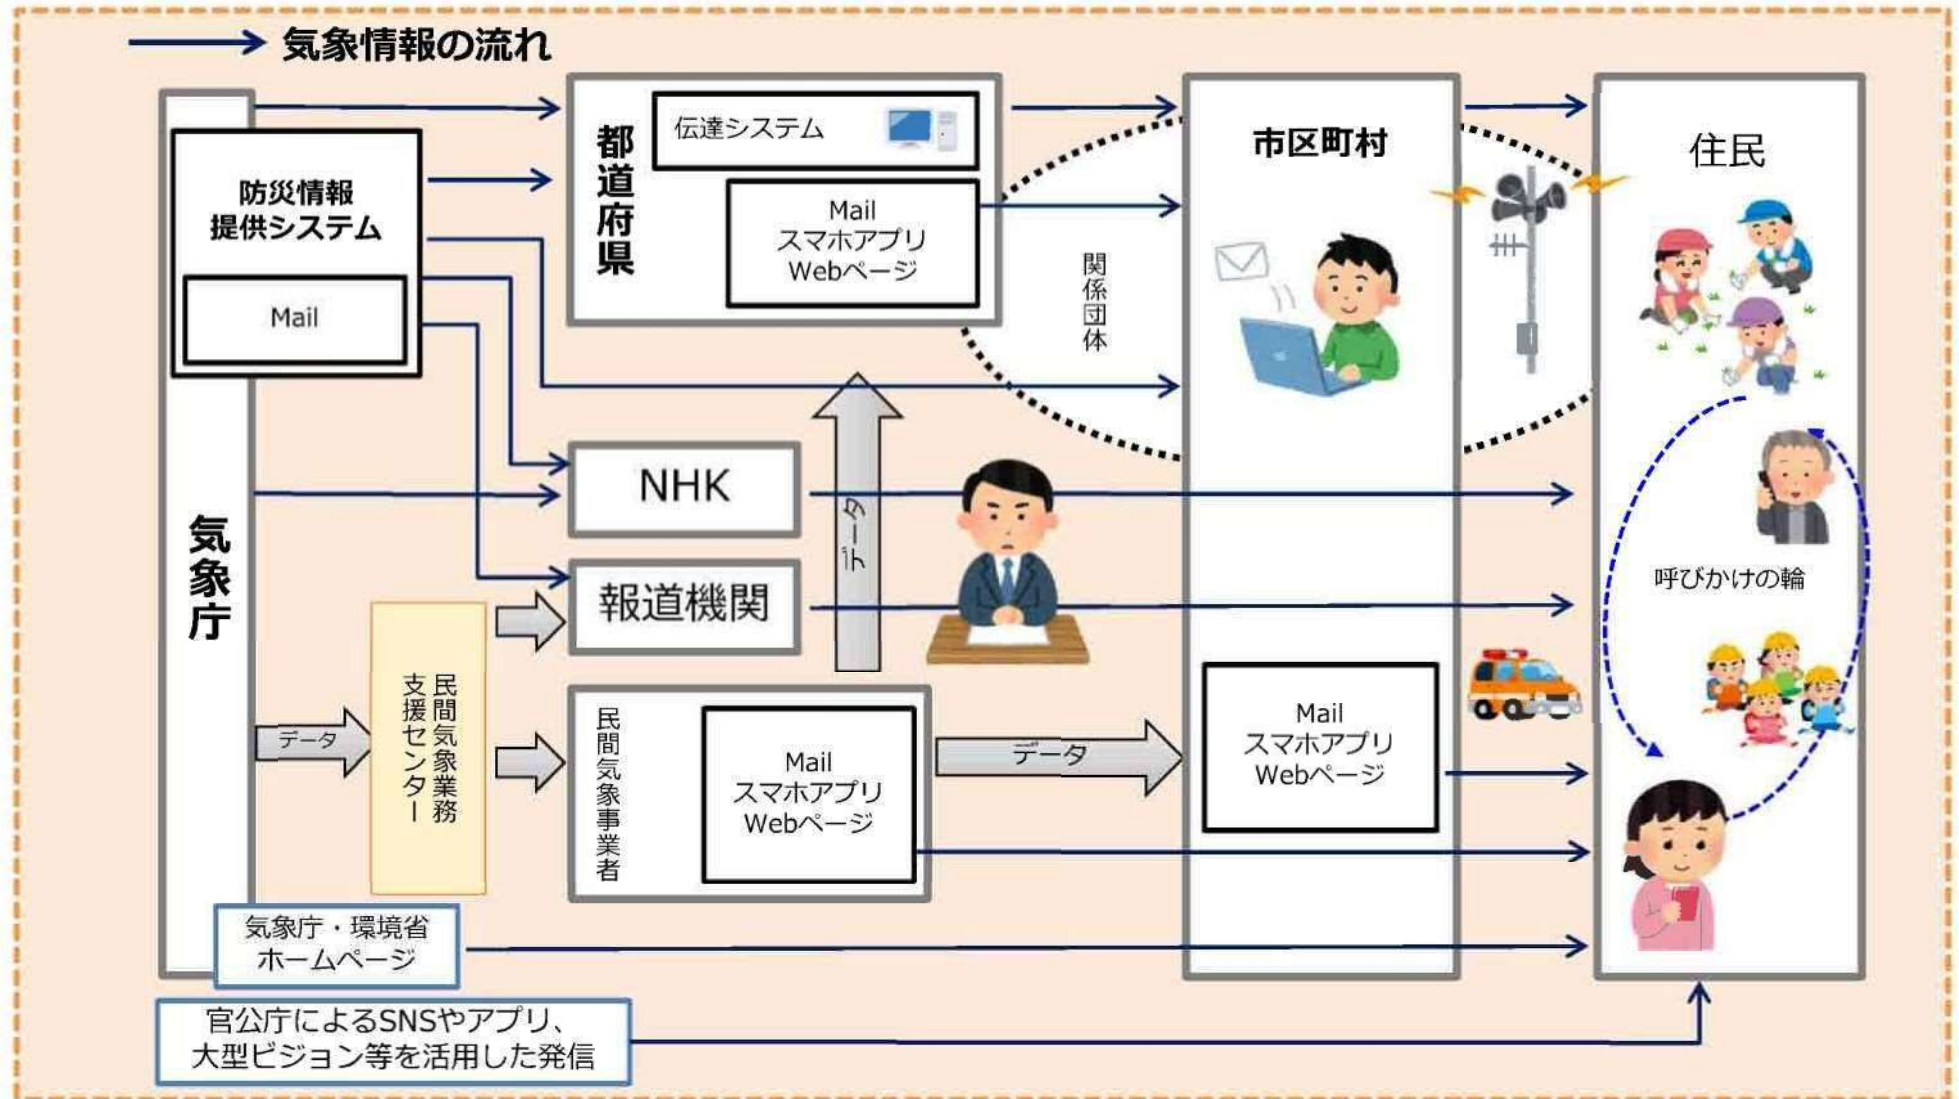 気象情報の流れ
気象庁
防災情報
提供システム
Mail
都道府県
伝達システム
Mail
スマホアプリ
Webページ
関係団体
市区町村
住民
NHK
報道機関
データ
民間気象業務
支援センター
データ
民間気象事業者
Mail
スマホアプリ
Webページ
データ
Mail
スマホアプリ
Webページ
呼びかけの輪
気象庁・環境省
ホームページ
官公庁によるSNSやアプリ、
大型ビジョン等を活用した発信